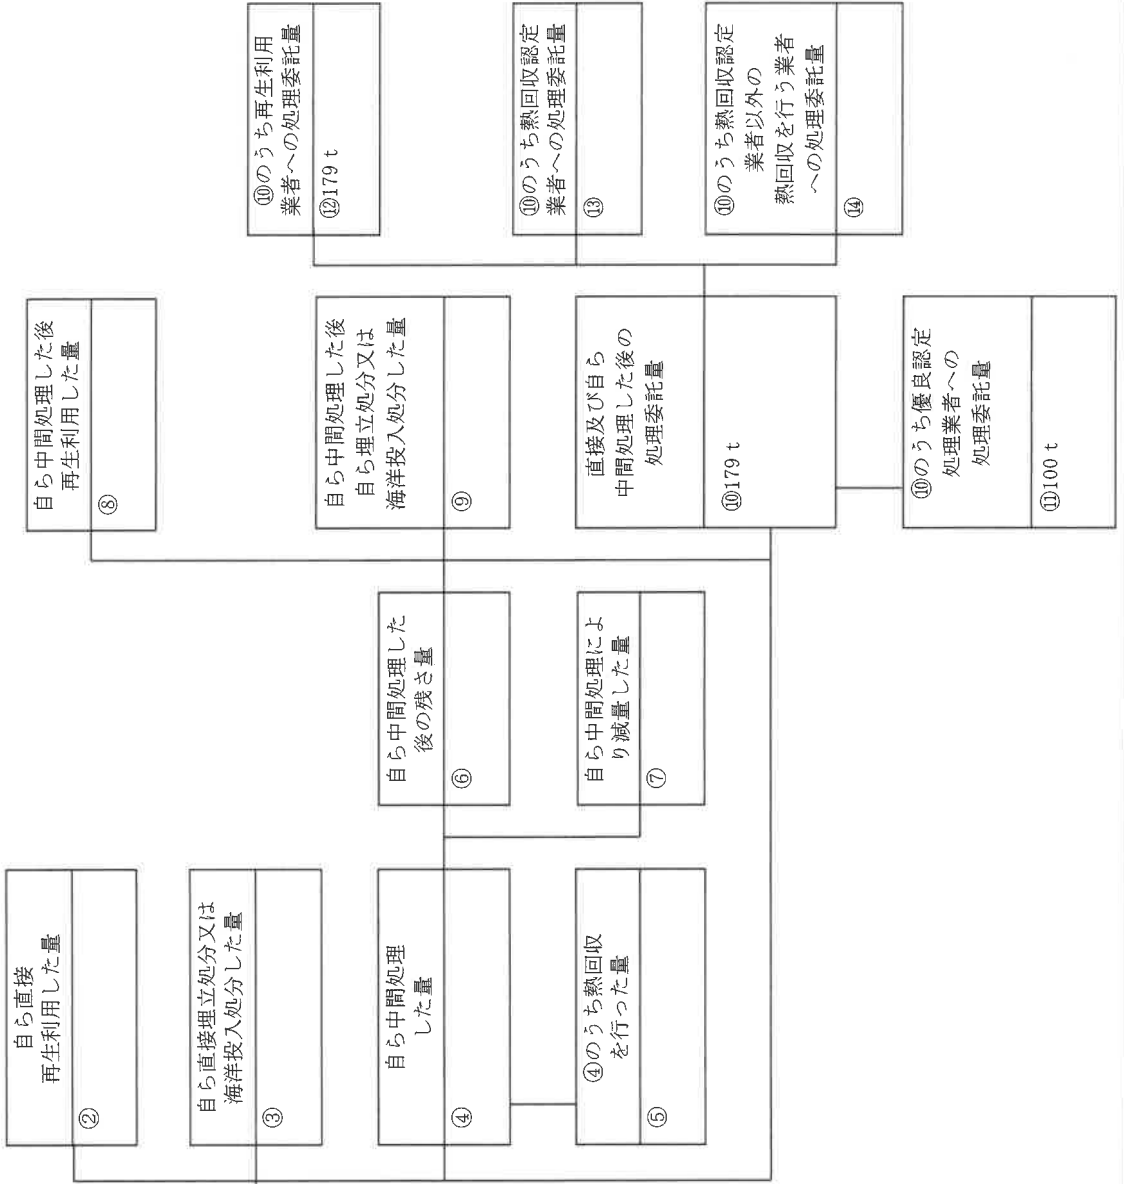 自ら直接
再生利用した量
②
自ら直接埋立処分又は
海洋投入処分した量
③
自ら中間処理
した量
④
④のうち熱回収
を行った量
⑤
自ら中間処理した
後の残さ量
⑥
自ら中間処理によ
り減量した量
⑦
自ら中間処理した後
再生利用した量
⑧
自ら中間処理した後
自ら埋立処分又は
海洋投入処分した量
⑨
直接及び自ら
中間処理した後の
処理委託量
⑩179 t
⑩のうち優良認定
処理業者への
処理委託量
⑪100 t
⑩のうち再生利用
業者への処理委託量
⑫179 t
⑩のうち熱回収認定
業者への処理委託量
⑬
⑩のうち熱回収認定
業者以外の
熱回収を行う業者
への処理委託量
⑭